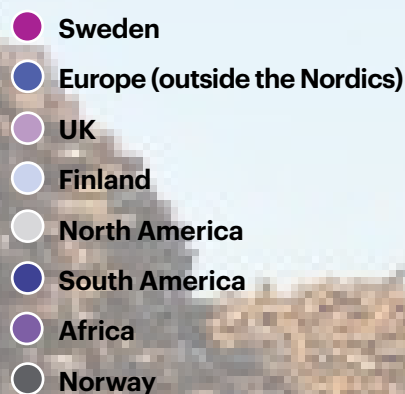 Sweden
Europe (outside the Nordics)
UK
Finland
North America
South America
Africa
Norway